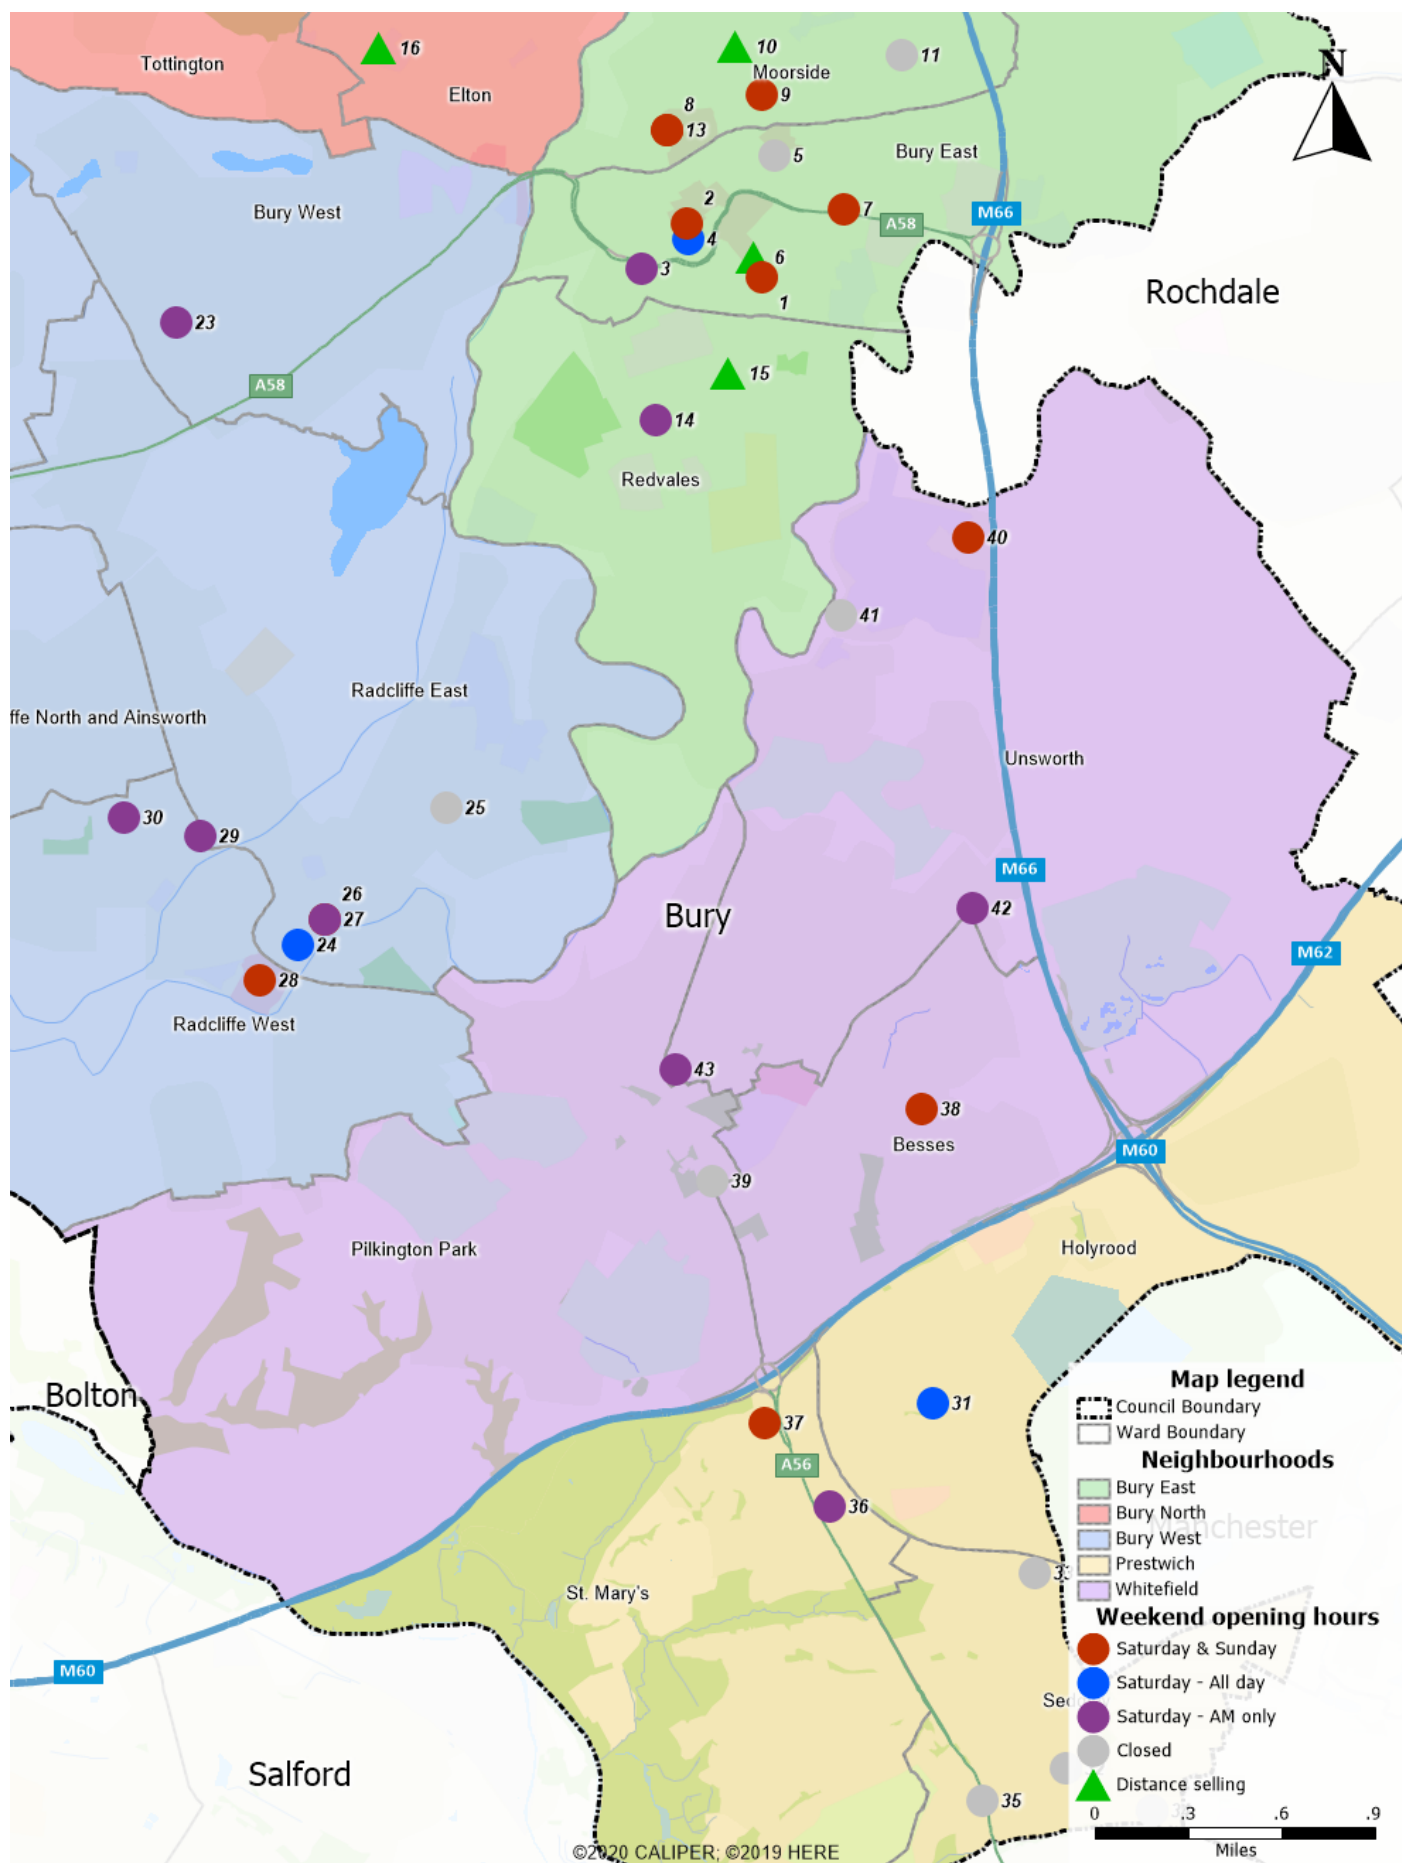 16
10
11
N
Tottington
Moorside
Elton
9
8
13
5
Bury East
Bury West
2
7
M66
A58
4
3
6
1
Rochdale
23
A58
15
14
Redvales
40
41
Radcliffe East
ffe North and Ainsworth
Unsworth
25
30
29
M66
26
27
42
Bury
24
M62
28
Radcliffe West
43
38
Besses
M60
39
Holyrood
Pilkington Park
Bolton
31
37
A56
36
33
St. Mary's
M60
Sed
Salford
35
Map legend
Council Boundary
Ward Boundary
Neighbourhoods
Bury East
Bury North
Manchester
Bury West
Prestwich
Whitefield
Weekend opening hours
Saturday & Sunday
Saturday - All day
Saturday - AM only
Closed
Distance selling
0 .3 .6 .9
Miles
©2020 CALIPER; ©2019 HERE